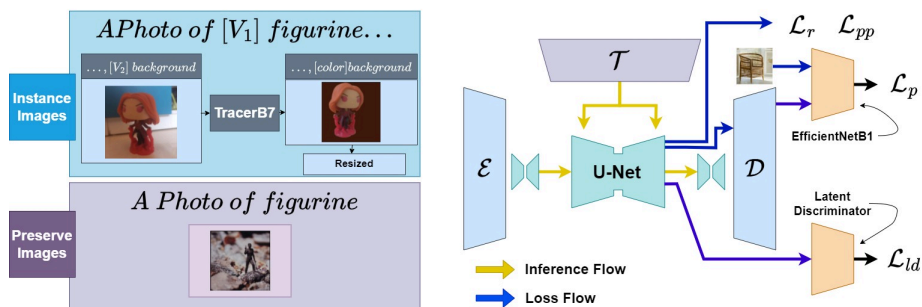 APhoto of [V₁] figurine...
..., [V₂] background
..., [color]background
Instance
Images
TracerB7
Resized
A Photo of figurine
Preserve
Images
𝓛r 𝓛pp
𝒯
𝓛p
EfficientNetB1
ℰ
U-Net
𝒟
Latent
Discriminator
𝓛ld
Inference Flow
Loss Flow